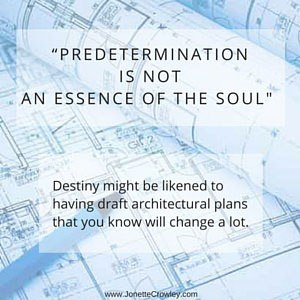 “PREDETERMINATION
IS NOT
AN ESSENCE OF THE SOUL"
Destiny might be likened to
having draft architectural plans
that you know will change a lot.
www.JonetteCrowley.com